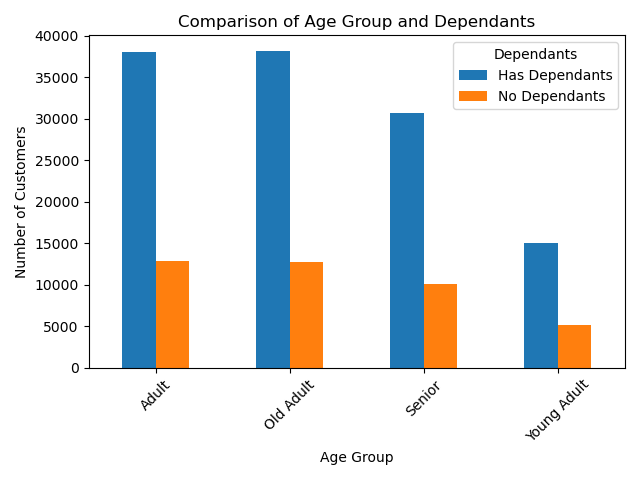 Comparison of Age Group and Dependants
Number of Customers
40000
35000
30000
25000
20000
15000
10000
5000
0
Dependants
Has Dependants
No Dependants
Adult
Old Adult
Senior
Young Adult
Age Group